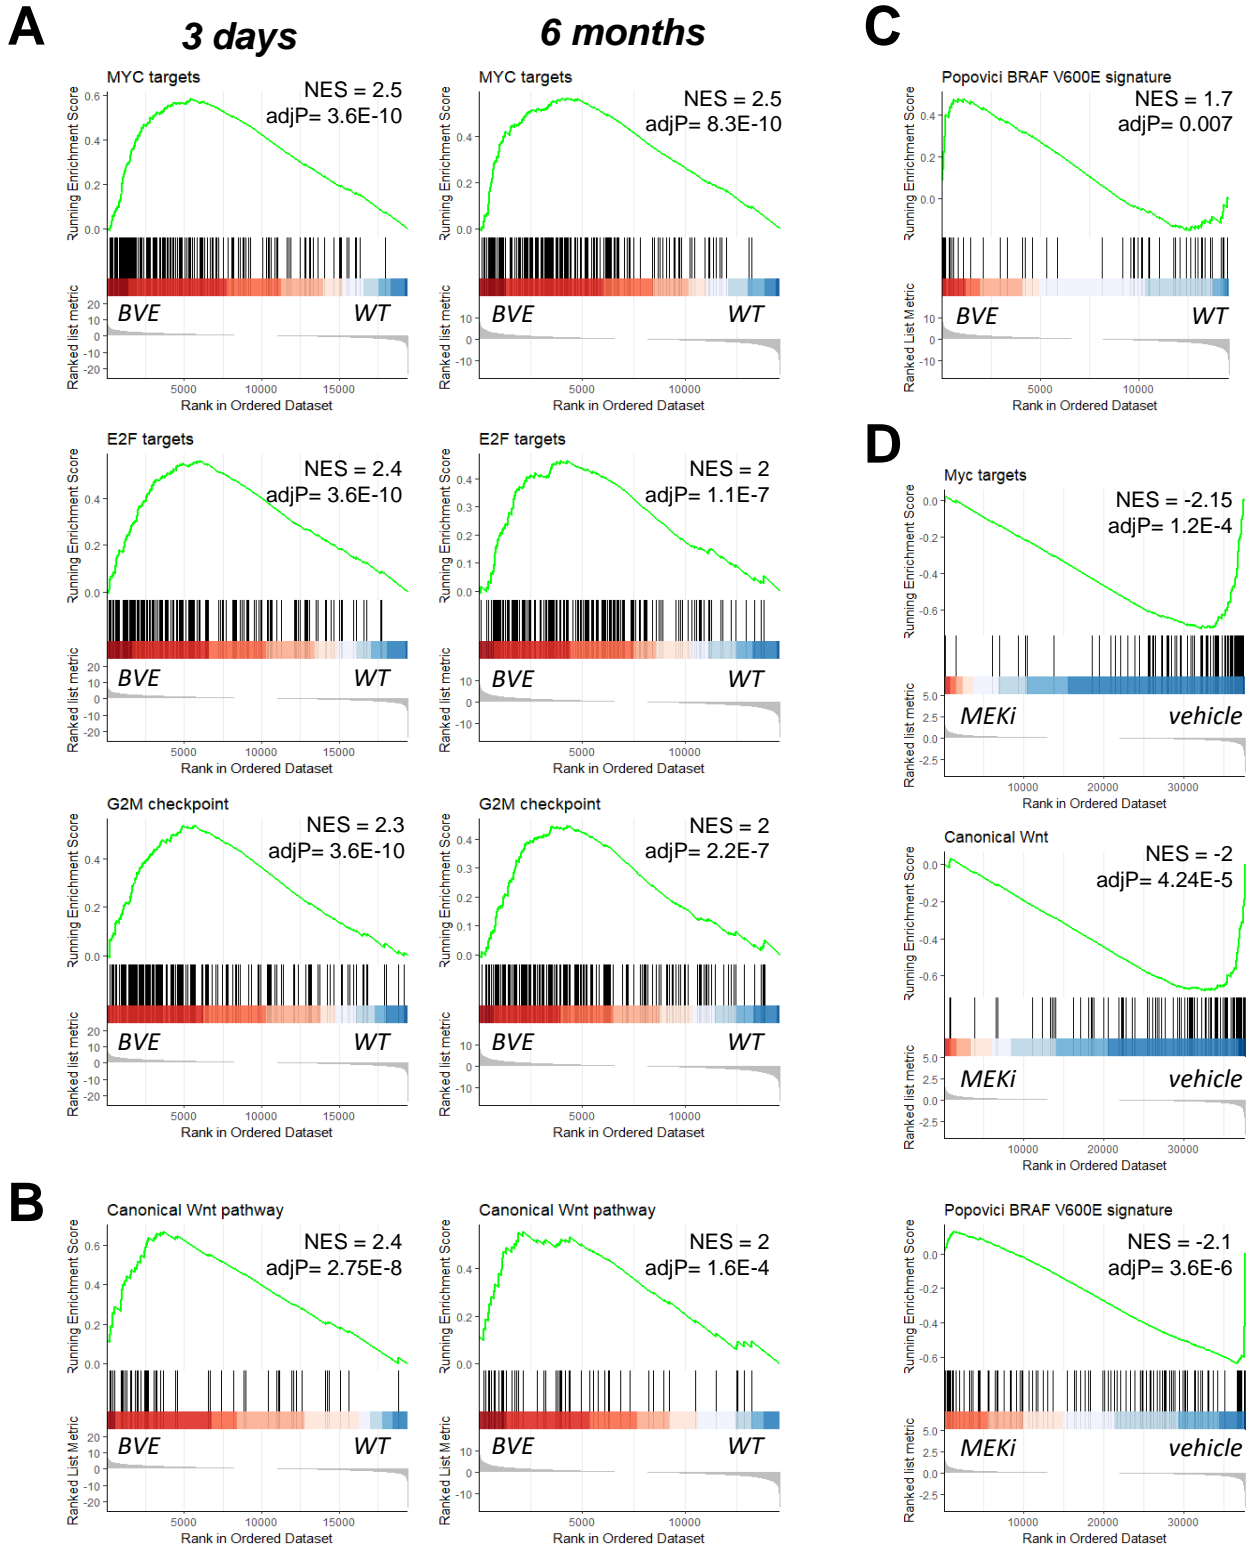 A
3 days
6 months
MYC targets
NES = 2.5
adjP= 3.6E-10
Running Enrichment Score
0.6
0.4
0.2
0.0
Ranked list metric
20
10
0
-10
-20
BVE
WT
5000
10000
15000
Rank in Ordered Dataset
MYC targets
NES = 2.5
adjP= 8.3E-10
Running Enrichment Score
0.4
0.2
0.0
Ranked list metric
10
0
-10
BVE
WT
5000
10000
Rank in Ordered Dataset
E2F targets
NES = 2.4
adjP= 3.6E-10
Running Enrichment Score
0.4
0.2
0.0
Ranked list metric
20
10
0
-10
-20
BVE
WT
5000
10000
15000
Rank in Ordered Dataset
E2F targets
NES = 2
adjP= 1.1E-7
Running Enrichment Score
0.4
0.3
0.2
0.1
0.0
Ranked list metric
10
0
-10
BVE
WT
5000
10000
Rank in Ordered Dataset
G2M checkpoint
NES = 2.3
adjP= 3.6E-10
Running Enrichment Score
0.4
0.2
0.0
Ranked list metric
20
10
0
-10
-20
BVE
WT
5000
10000
15000
Rank in Ordered Dataset
G2M checkpoint
NES = 2
adjP= 2.2E-7
Running Enrichment Score
0.4
0.3
0.2
0.1
0.0
Ranked list metric
10
0
-10
BVE
WT
5000
10000
Rank in Ordered Dataset
B
Canonical Wnt pathway
NES = 2.4
adjP= 2.75E-8
Running Enrichment Score
0.6
0.4
0.2
0.0
Ranked List Metric
20
10
0
-10
-20
BVE
WT
5000
10000
15000
Rank in Ordered Dataset
Canonical Wnt pathway
NES = 2
adjP= 1.6E-4
Running Enrichment Score
0.4
0.2
0.0
Ranked List Metric
10
0
-10
BVE
WT
5000
10000
Rank in Ordered Dataset
C
Popovici BRAF V600E signature
NES = 1.7
adjP= 0.007
Running Enrichment Score
0.4
0.2
0.0
Ranked List Metric
10
0
-10
BVE
WT
5000
10000
Rank in Ordered Dataset
D
Myc targets
NES = -2.15
adjP= 1.2E-4
Running Enrichment Score
0.0
-0.2
-0.4
-0.6
Ranked list metric
5.0
2.5
0.0
-2.5
MEKi
vehicle
10000
20000
30000
Rank in Ordered Dataset
Canonical Wnt
NES = -2
adjP= 4.24E-5
Running Enrichment Score
0.0
-0.2
-0.4
-0.6
Ranked list metric
5.0
2.5
0.0
-2.5
MEKi
vehicle
10000
20000
30000
Rank in Ordered Dataset
Popovici BRAF V600E signature
NES = -2.1
adjP= 3.6E-6
Running Enrichment Score
0.0
-0.2
-0.4
-0.6
Ranked list metric
5.0
2.5
0.0
-2.5
MEKi
vehicle
10000
20000
30000
Rank in Ordered Dataset